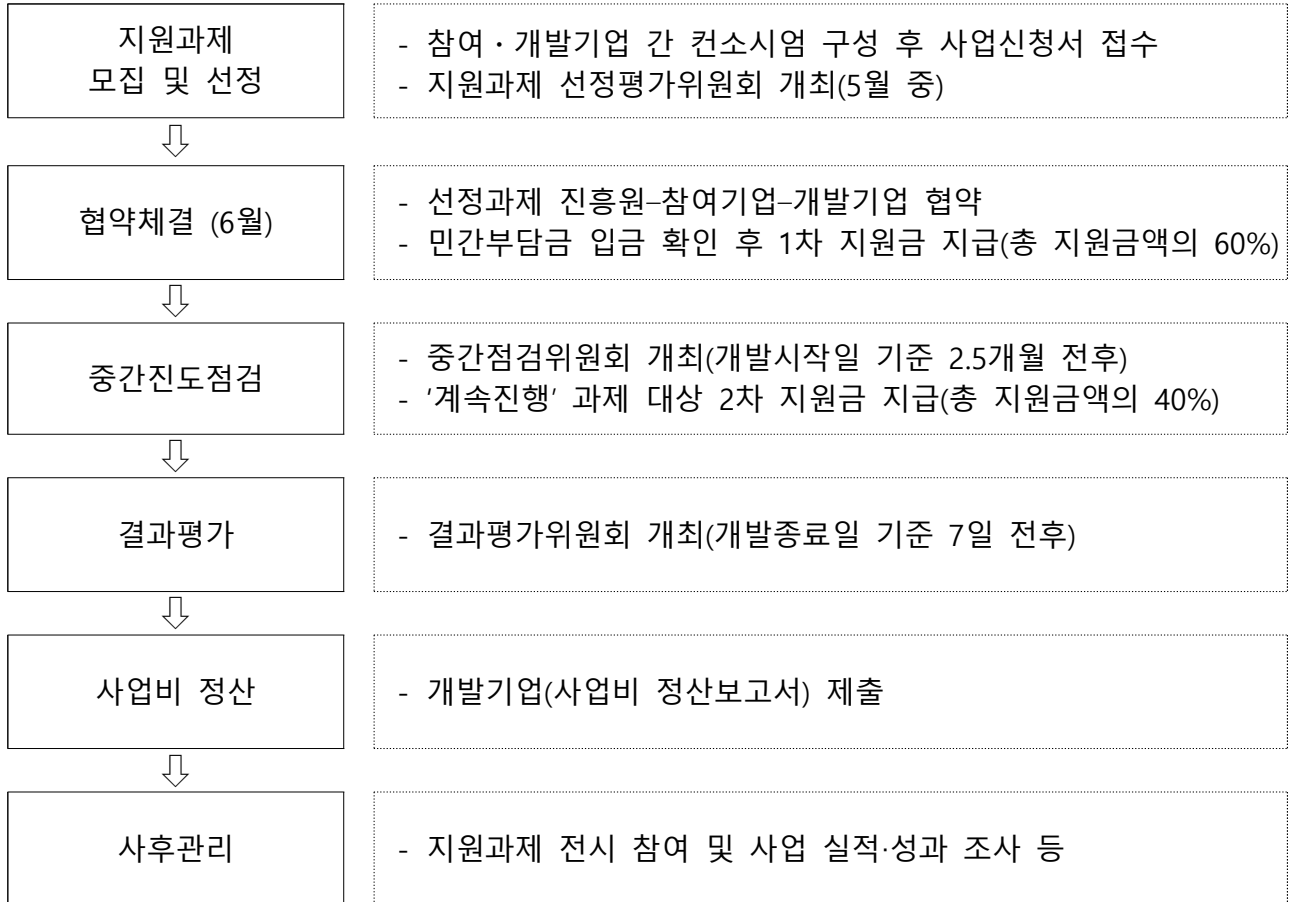 지원과제
모집 및 선정
- 참여・개발기업 간 컨소시엄 구성 후 사업신청서 접수
- 지원과제 선정평가위원회 개최(5월 중)
협약체결 (6월)
- 선정과제 진흥원–참여기업–개발기업 협약
- 민간부담금 입금 확인 후 1차 지원금 지급(총 지원금액의 60%)
중간진도점검
- 중간점검위원회 개최(개발시작일 기준 2.5개월 전후)
- ‘계속진행’ 과제 대상 2차 지원금 지급(총 지원금액의 40%)
결과평가
- 결과평가위원회 개최(개발종료일 기준 7일 전후)
사업비 정산
- 개발기업(사업비 정산보고서) 제출
사후관리
- 지원과제 전시 참여 및 사업 실적·성과 조사 등